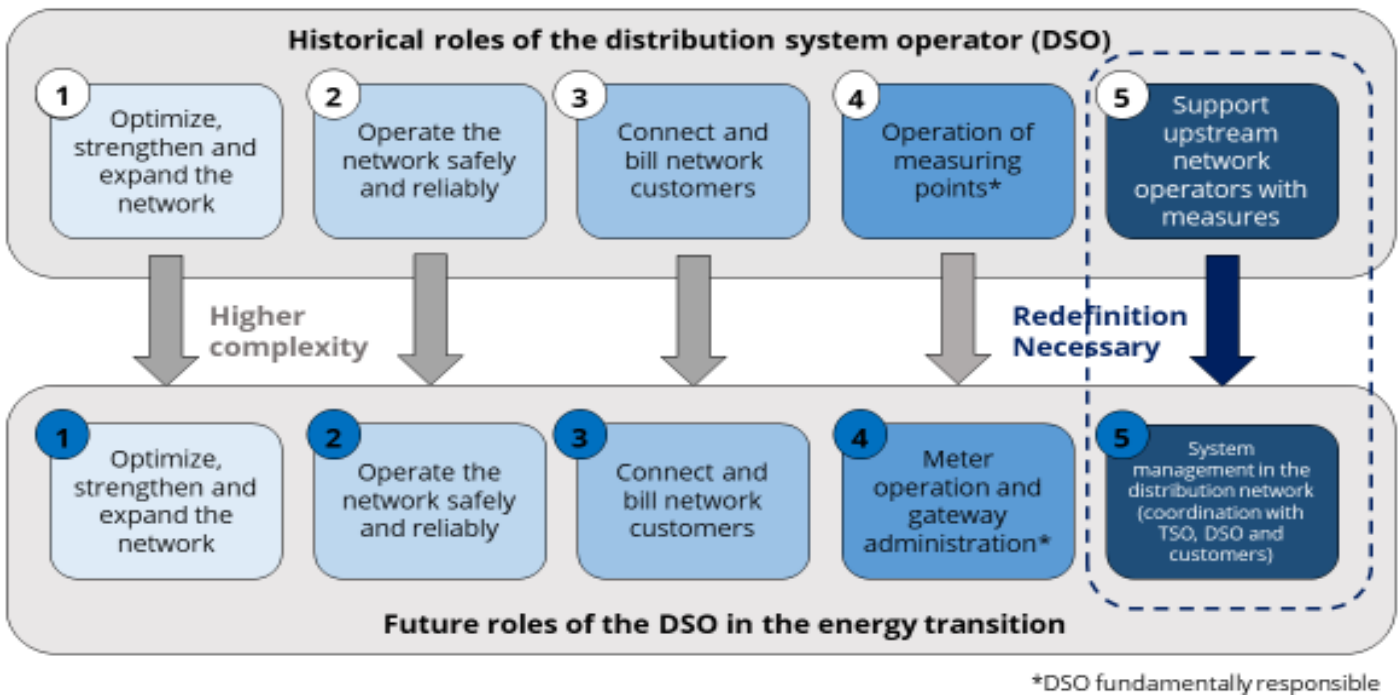 Historical roles of the distribution system operator (DSO)
1
Optimize,
strengthen and
expand the
network
2
Operate the
network safely
and reliably
3
Connect and
bill network
customers
4
Operation of
measuring
points*
5
Support
upstream
network
operators with
measures
Higher
complexity
Redefinition
Necessary
1
Optimize,
strengthen and
expand the
network
2
Operate the
network safely
and reliably
3
Connect and
bill network
customers
4
Meter
operation and
gateway
administration*
5
System
management in the
distribution network
(coordination with
TSO, DSO and
customers)
Future roles of the DSO in the energy transition
*DSO fundamentally responsible